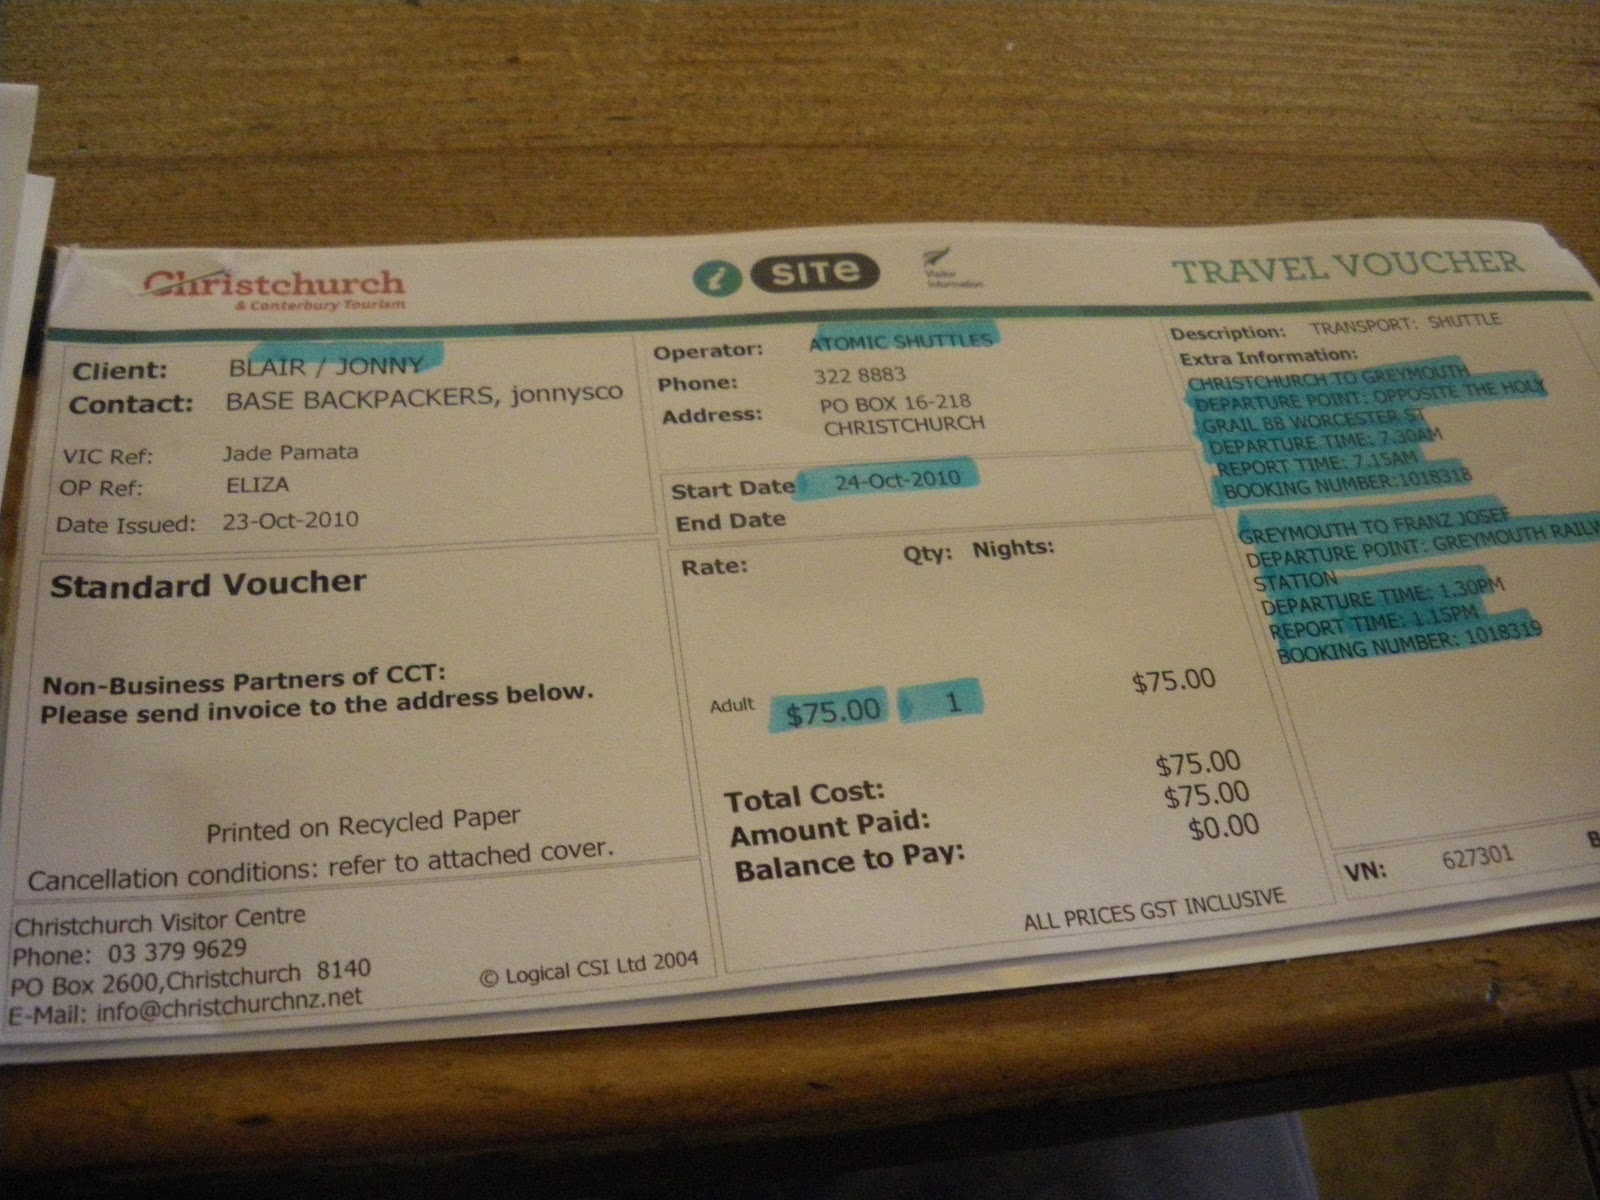 Christchurch
& Canterbury Tourism
i SITE
Visitor
Information
TRAVEL VOUCHER
Client: BLAIR / JONNY
Contact: BASE BACKPACKERS, jonnysco
VIC Ref: Jade Pamata
OP Ref: ELIZA
Date Issued: 23-Oct-2010
Standard Voucher
Non-Business Partners of CCT:
Please send invoice to the address below.
Printed on Recycled Paper
Cancellation conditions: refer to attached cover.
Christchurch Visitor Centre
Phone: 03 379 9629
PO Box 2600,Christchurch 8140
E-Mail: info@christchurchnz.net
© Logical CSI Ltd 2004
Operator: ATOMIC SHUTTLES
Phone: 322 8883
Address: PO BOX 16-218
CHRISTCHURCH
Start Date 24-Oct-2010
End Date
Rate: Qty: Nights:
Adult $75.00 1 $75.00
Total Cost: $75.00
Amount Paid: $75.00
Balance to Pay: $0.00
ALL PRICES GST INCLUSIVE
Description: TRANSPORT: SHUTTLE
Extra Information:
CHRISTCHURCH TO GREYMOUTH
DEPARTURE POINT: OPPOSITE THE HOLY
GRAIL 88 WORCESTER ST
DEPARTURE TIME: 7.30AM
REPORT TIME: 7.15AM
BOOKING NUMBER:1018318
GREYMOUTH TO FRANZ JOSEF
DEPARTURE POINT: GREYMOUTH RAILW
STATION
DEPARTURE TIME: 1.30PM
REPORT TIME: 1.15PM
BOOKING NUMBER: 1018319
VN: 627301